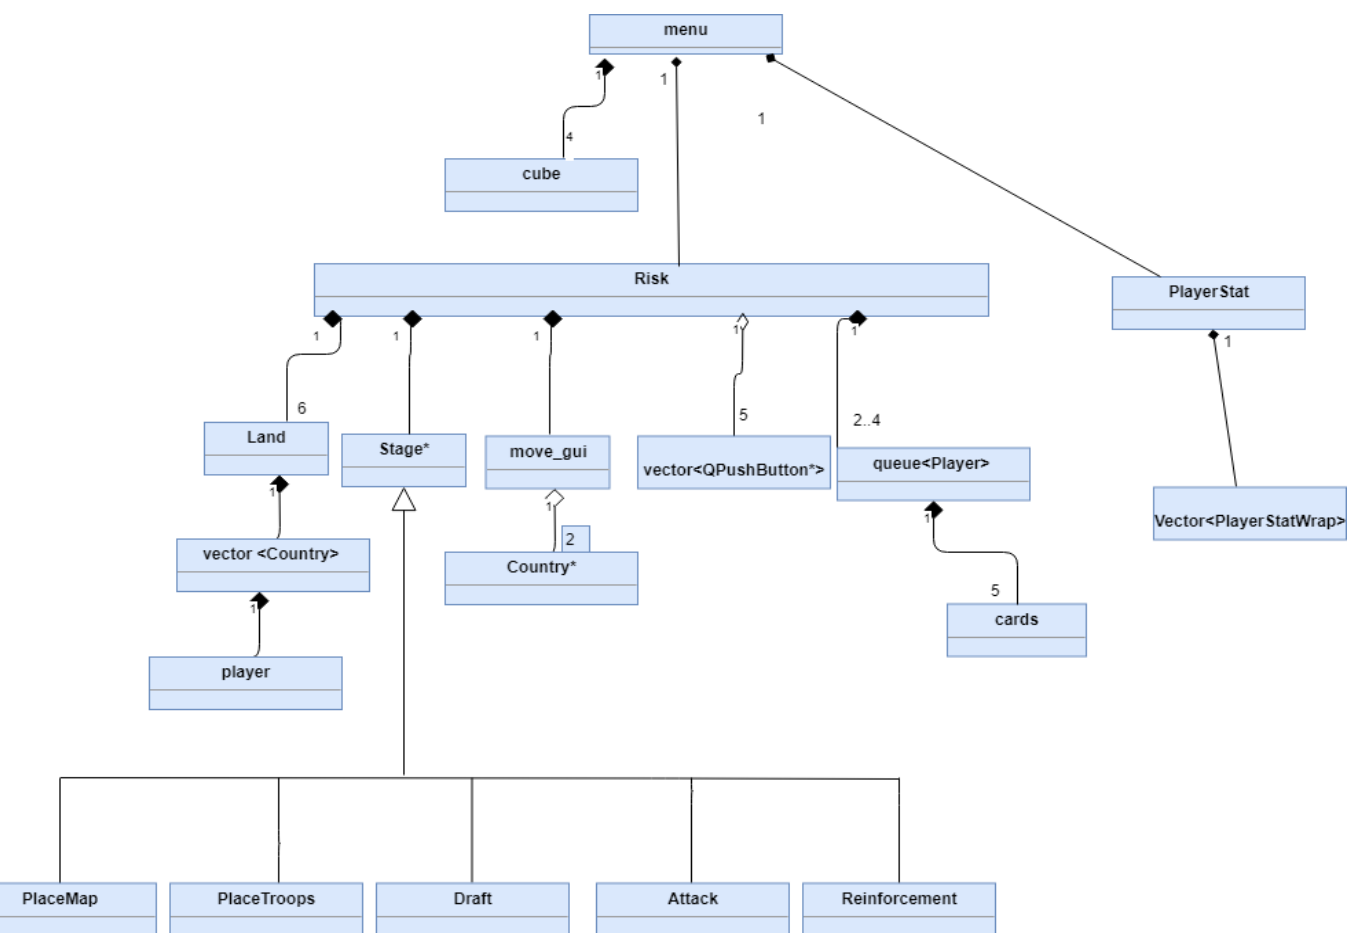 menu
1
1
1
4
cube
Risk
PlayerStat
1
1
1
1
1
1
6
5
2..4
Land
Stage*
move_gui
vector<QPushButton*>
queue<Player>
Vector<PlayerStatWrap>
1
1
1
2
vector <Country>
Country*
5
1
cards
player
PlaceMap
PlaceTroops
Draft
Attack
Reinforcement